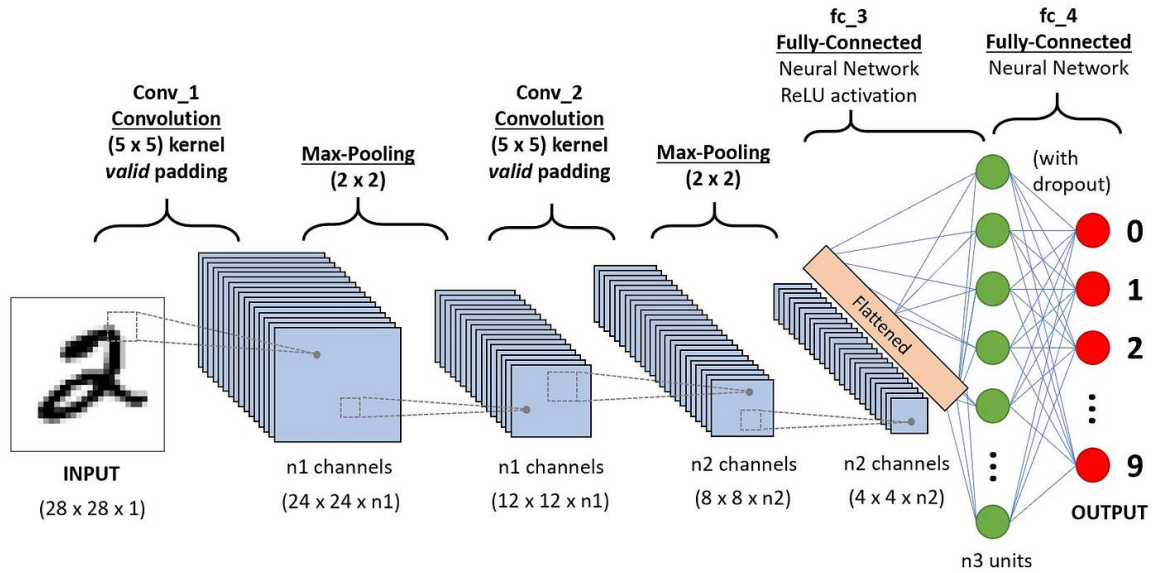 fc_3
Fully-Connected
Neural Network
ReLU activation
fc_4
Fully-Connected
Neural Network
Conv_1
Convolution
(5 x 5) kernel
valid padding
Max-Pooling
(2 x 2)
Conv_2
Convolution
(5 x 5) kernel
valid padding
Max-Pooling
(2 x 2)
(with
dropout)
Flattened
0
1
2
9
OUTPUT
INPUT
(28 x 28 x 1)
n1 channels
(24 x 24 x n1)
n1 channels
(12 x 12 x n1)
n2 channels
(8 x 8 x n2)
n2 channels
(4 x 4 x n2)
n3 units
2